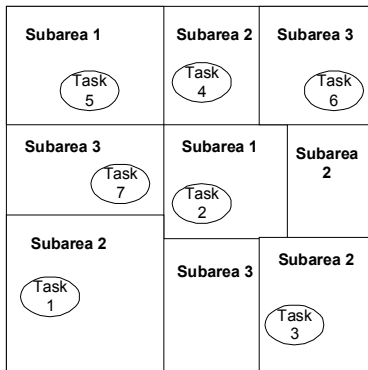 Subarea 1
Subarea 2
Subarea 3
Task
5
Task
4
Task
6
Subarea 3
Subarea 1
Subarea
2
Task
7
Task
2
Subarea 2
Subarea 3
Subarea 2
Task
1
Task
3